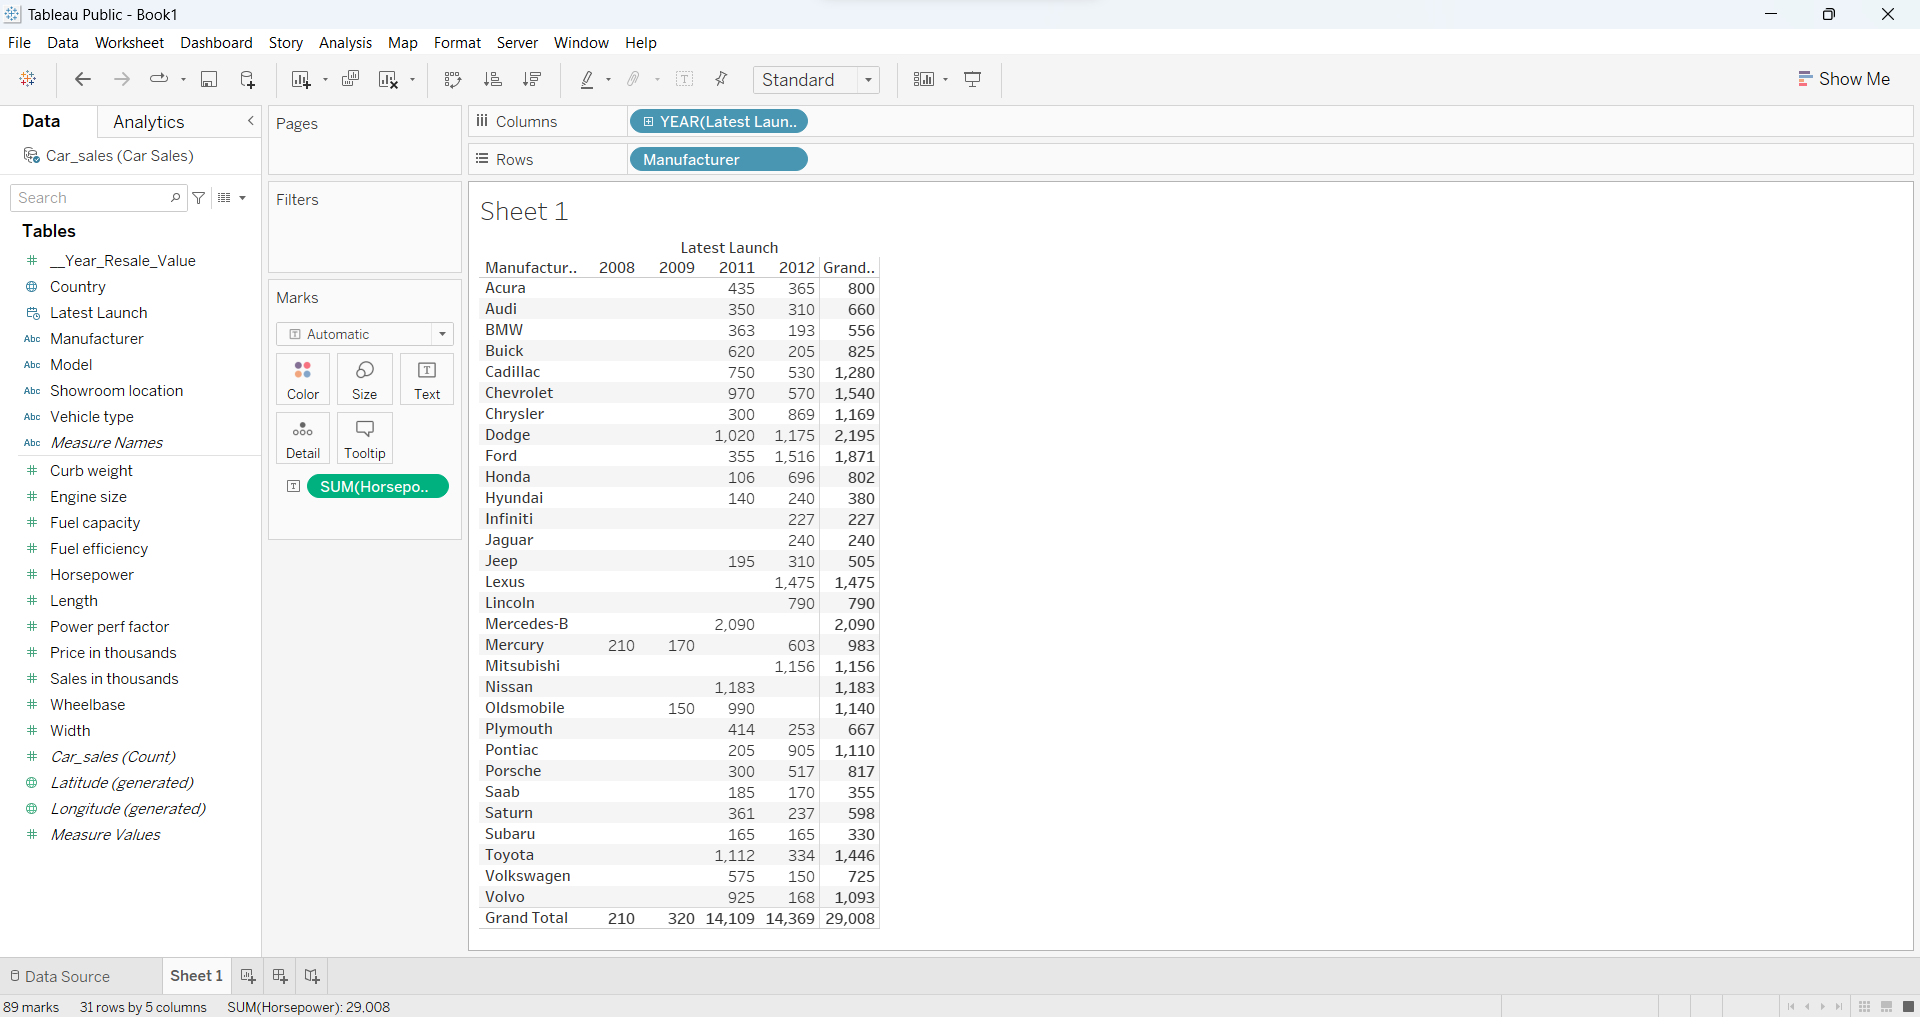 Tableau Public - Book1
File Data Worksheet Dashboard Story Analysis Map Format Server Window Help
Standard
Show Me
Data
Analytics
Car_sales (Car Sales)
Search
Tables
__Year_Resale_Value
Country
Latest Launch
Abc Manufacturer
Abc Model
Abc Showroom location
Abc Vehicle type
Abc Measure Names
Curb weight
Engine size
Fuel capacity
Fuel efficiency
Horsepower
Length
Power perf factor
Price in thousands
Sales in thousands
Wheelbase
Width
Car_sales (Count)
Latitude (generated)
Longitude (generated)
Measure Values
Pages
Filters
Marks
T Automatic
Color Size T Text
Detail Tooltip
T SUM(Horsepo..
Columns YEAR(Latest Laun..
Rows Manufacturer
Sheet 1
Latest Launch
Manufactur.. 2008 2009 2011 2012 Grand..
Acura 435 365 800
Audi 350 310 660
BMW 363 193 556
Buick 620 205 825
Cadillac 750 530 1,280
Chevrolet 970 570 1,540
Chrysler 300 869 1,169
Dodge 1,020 1,175 2,195
Ford 355 1,516 1,871
Honda 106 696 802
Hyundai 140 240 380
Infiniti 227 227
Jaguar 240 240
Jeep 195 310 505
Lexus 1,475 1,475
Lincoln 790 790
Mercedes-B 2,090 2,090
Mercury 210 170 603 983
Mitsubishi 1,156 1,156
Nissan 1,183 1,183
Oldsmobile 150 990 1,140
Plymouth 414 253 667
Pontiac 205 905 1,110
Porsche 300 517 817
Saab 185 170 355
Saturn 361 237 598
Subaru 165 165 330
Toyota 1,112 334 1,446
Volkswagen 575 150 725
Volvo 925 168 1,093
Grand Total 210 320 14,109 14,369 29,008
Data Source
Sheet 1
89 marks 31 rows by 5 columns SUM(Horsepower): 29,008